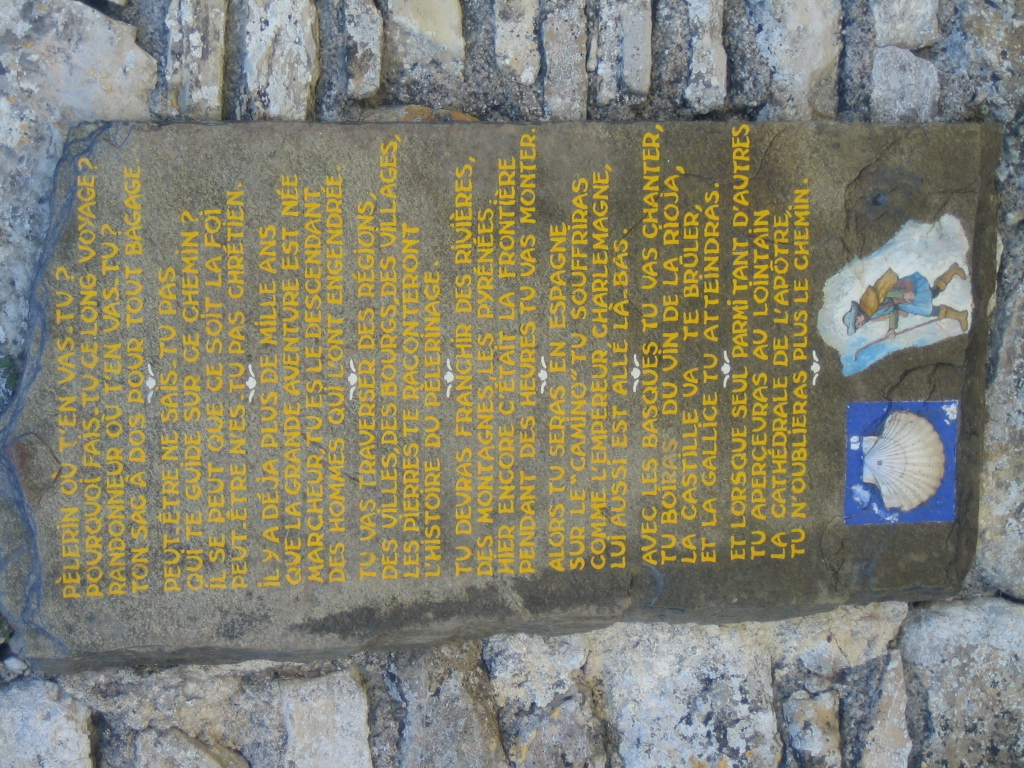 PÈLERIN OÙ T'EN VAS-TU ?
POURQUOI FAIS-TU CE LONG VOYAGE ?
RANDONNEUR OÙ T'EN VAS-TU ?
TON SAC À DOS POUR TOUT BAGAGE
PEUT-ÊTRE NE SAIS-TU PAS
QUI TE GUIDE SUR CE CHEMIN ?
IL SE PEUT QUE CE SOIT LA FOI
PEUT-ÊTRE N'ES TU PAS CHRÉTIEN.
IL Y A DÉJÀ PLUS DE MILLE ANS
QUE LA GRANDE AVENTURE EST NÉE
MARCHEUR, TU ES LE DESCENDANT
DES HOMMES QUI L'ONT ENGENDRÉE.
TU VAS TRAVERSER DES RÉGIONS,
DES VILLES, DES BOURGS, DES VILLAGES,
LES PIERRES TE RACONTERONT
L'HISTOIRE DU PÈLERINAGE
TU DEVRAS FRANCHIR DES RIVIÈRES,
DES MONTAGNES, LES PYRÉNÉES.
HIER ENCORE C'ÉTAIT LA FRONTIÈRE
PENDANT DES HEURES TU VAS MONTER.
ALORS TU SERAS EN ESPAGNE
SUR LE "CAMINO" TU SOUFFRIRAS
COMME L'EMPEREUR CHARLEMAGNE,
LUI AUSSI EST ALLÉ LÀ-BAS.
AVEC LES BASQUES TU VAS CHANTER,
TU BOIRAS DU VIN DE LA RIOJA,
LA CASTILLE VA TE BRÛLER,
ET LA GALLICE TU ATTEINDRAS.
ET LORSQUE SEUL PARMI TANT D'AUTRES
TU APERCEVRAS AU LOINTAIN
LA CATHÉDRALE DE L'APÔTRE,
TU N'OUBLIERAS PLUS LE CHEMIN.